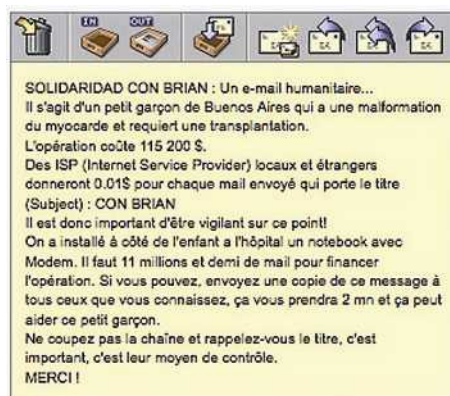 IN OUT
SOLIDARIDAD CON BRIAN : Un e-mail humanitaire...
Il s'agit d'un petit garçon de Buenos Aires qui a une malformation
du myocarde et requiert une transplantation.
L'opération coûte 115 200 $.
Des ISP (Internet Service Provider) locaux et étrangers
donneront 0.01$ pour chaque mail envoyé qui porte le titre
(Subject) : CON BRIAN
Il est donc important d'être vigilant sur ce point!
On a installé à côté de l'enfant a l'hôpital un notebook avec
Modem. Il faut 11 millions et demi de mail pour financer
l'opération. Si vous pouvez, envoyez une copie de ce message à
tous ceux que vous connaissez, ça vous prendra 2 mn et ça peut
aider ce petit garçon.
Ne coupez pas la chaîne et rappelez-vous le titre, c'est
important, c'est leur moyen de contrôle.
MERCI !